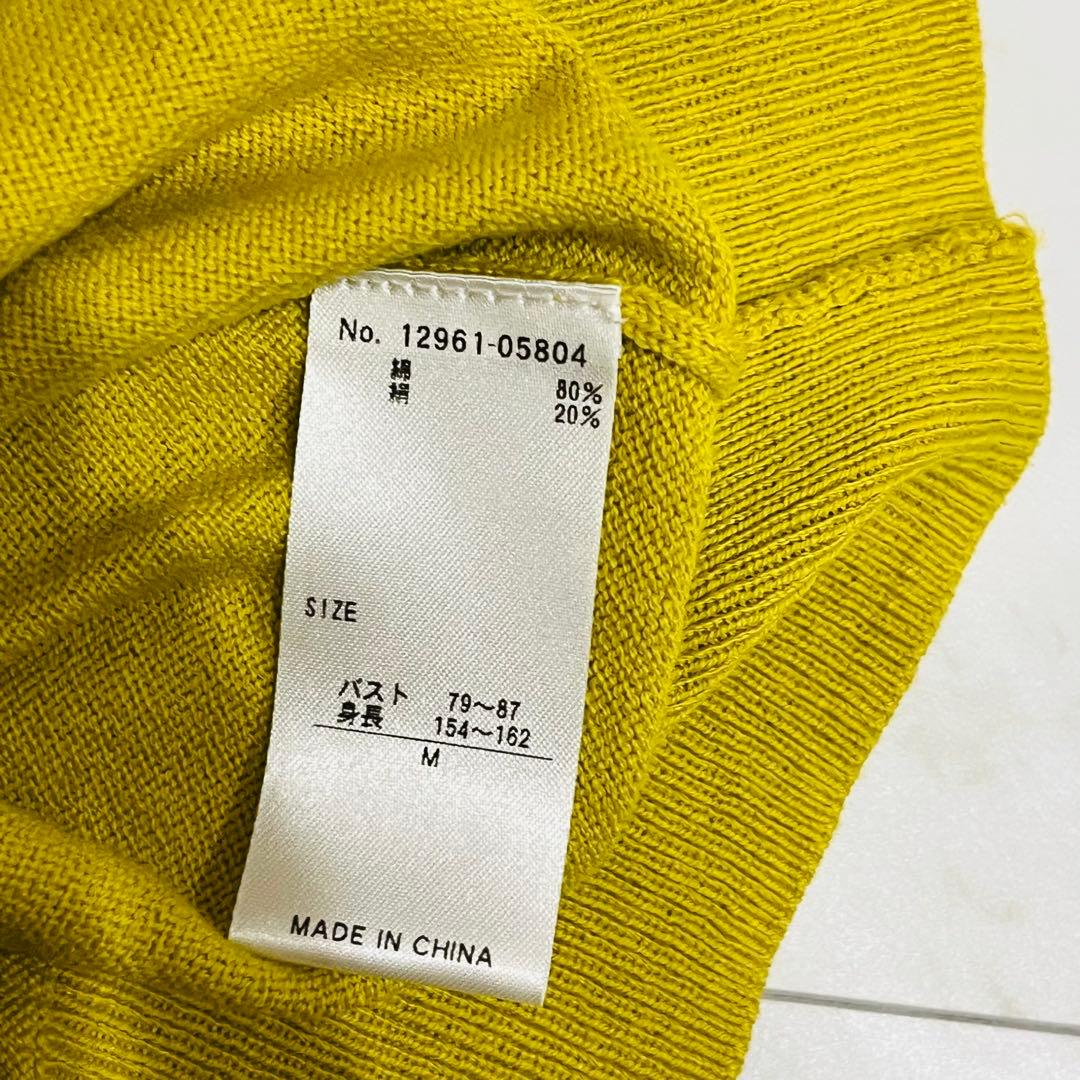 No. 12961-05804
綿 80%
絹 20%
SIZE
バスト 79～87
身長 154～162
M
MADE IN CHINA